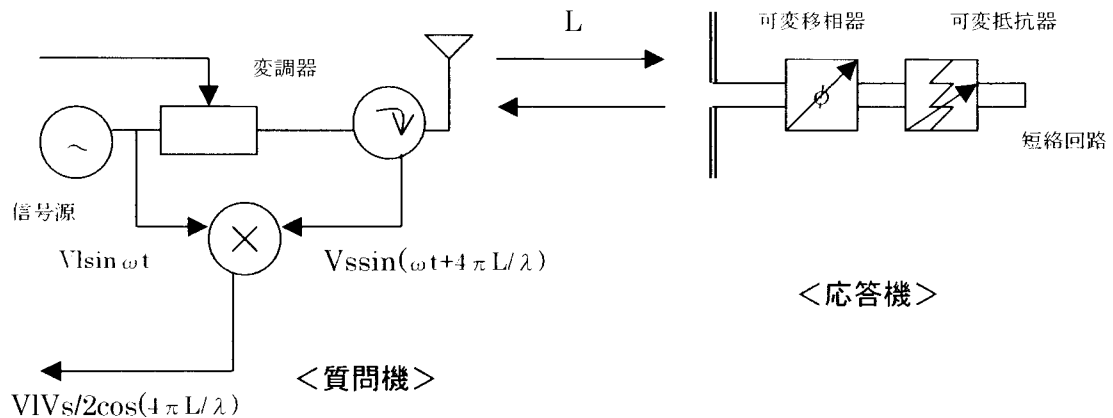 L
可変移相器
可変抵抗器
変調器
~
φ
短絡回路
信号源
×
Vlsinωt
Vssin(ωt+4πL/λ)
<応答機>
<質問機>
VlVs/2cos(4πL/λ)